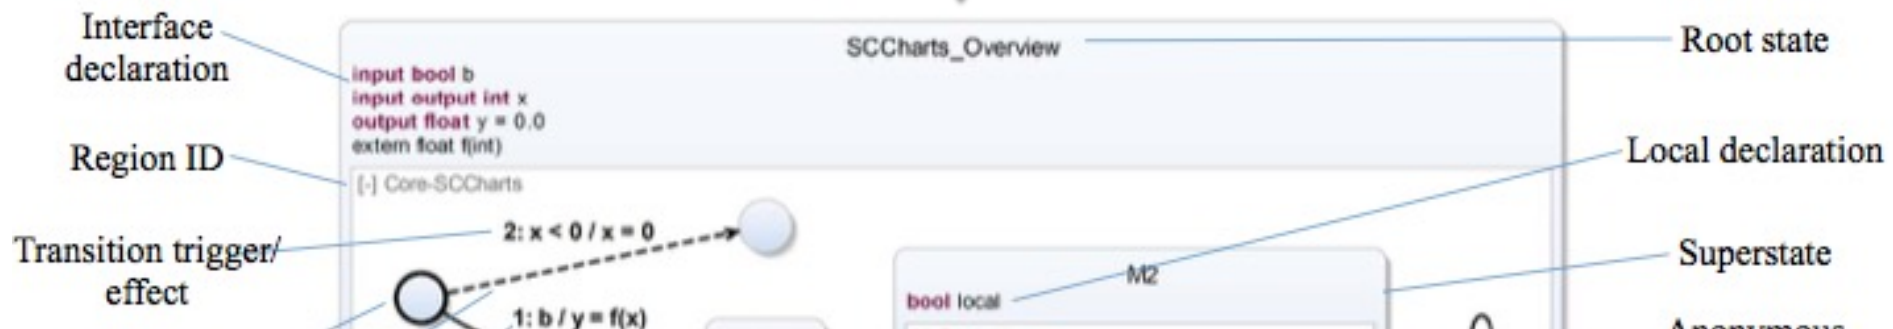 Interface
declaration
SCCharts_Overview
Root state
input bool b
input output int x
output float y = 0.0
extern float f(int)
Region ID
Local declaration
[-] Core-SCCharts
2: x < 0 / x = 0
Transition trigger/
effect
Superstate
M2
bool local
1: b / y = f(x)
Anonymous